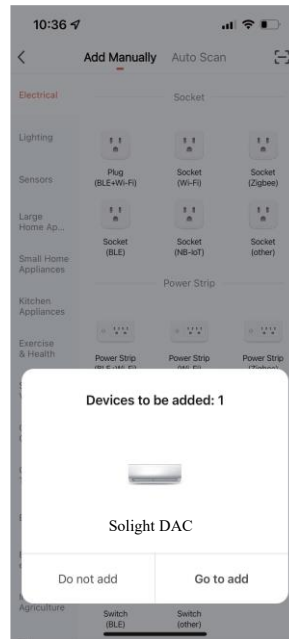 10:36
Add Manually Auto Scan
Electrical
Socket
Lighting
Plug
(BLE+Wi-Fi)
Socket
(Wi-Fi)
Socket
(Zigbee)
Sensors
Large
Home Ap...
Socket
(BLE)
Socket
(NB-IoT)
Socket
(other)
Small Home
Appliances
Power Strip
Kitchen
Appliances
Exercise
& Health
Power Strip
Power Strip
Power Strip
Devices to be added: 1
Solight DAC
Do not add Go to add
Agriculture
Switch
(BLE)
Switch
(other)